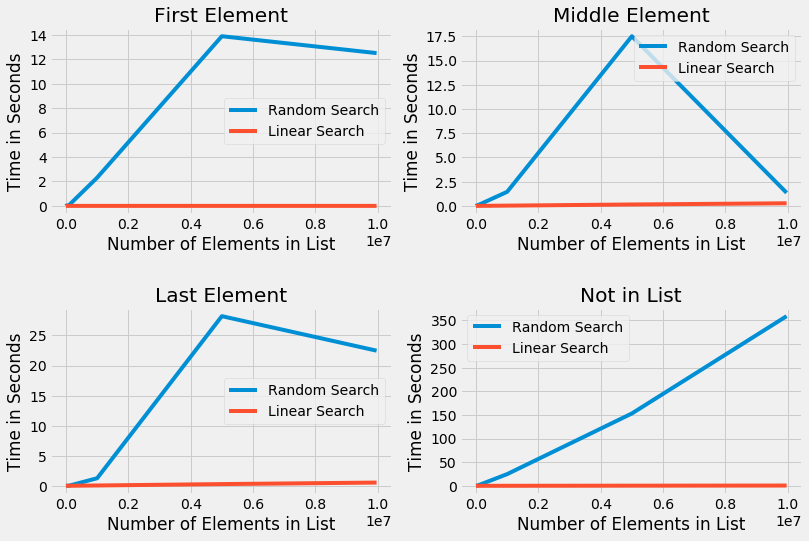 First Element
14
12
10
8
6
4
2
0
Time in Seconds
Random Search
Linear Search
0.0 0.2 0.4 0.6 0.8 1.0
1e7
Number of Elements in List
Middle Element
17.5
15.0
12.5
10.0
7.5
5.0
2.5
0.0
Time in Seconds
Random Search
Linear Search
0.0 0.2 0.4 0.6 0.8 1.0
1e7
Number of Elements in List
Last Element
25
20
15
10
5
0
Time in Seconds
Random Search
Linear Search
0.0 0.2 0.4 0.6 0.8 1.0
1e7
Number of Elements in List
Not in List
350
300
250
200
150
100
50
0
Time in Seconds
Random Search
Linear Search
0.0 0.2 0.4 0.6 0.8 1.0
1e7
Number of Elements in List